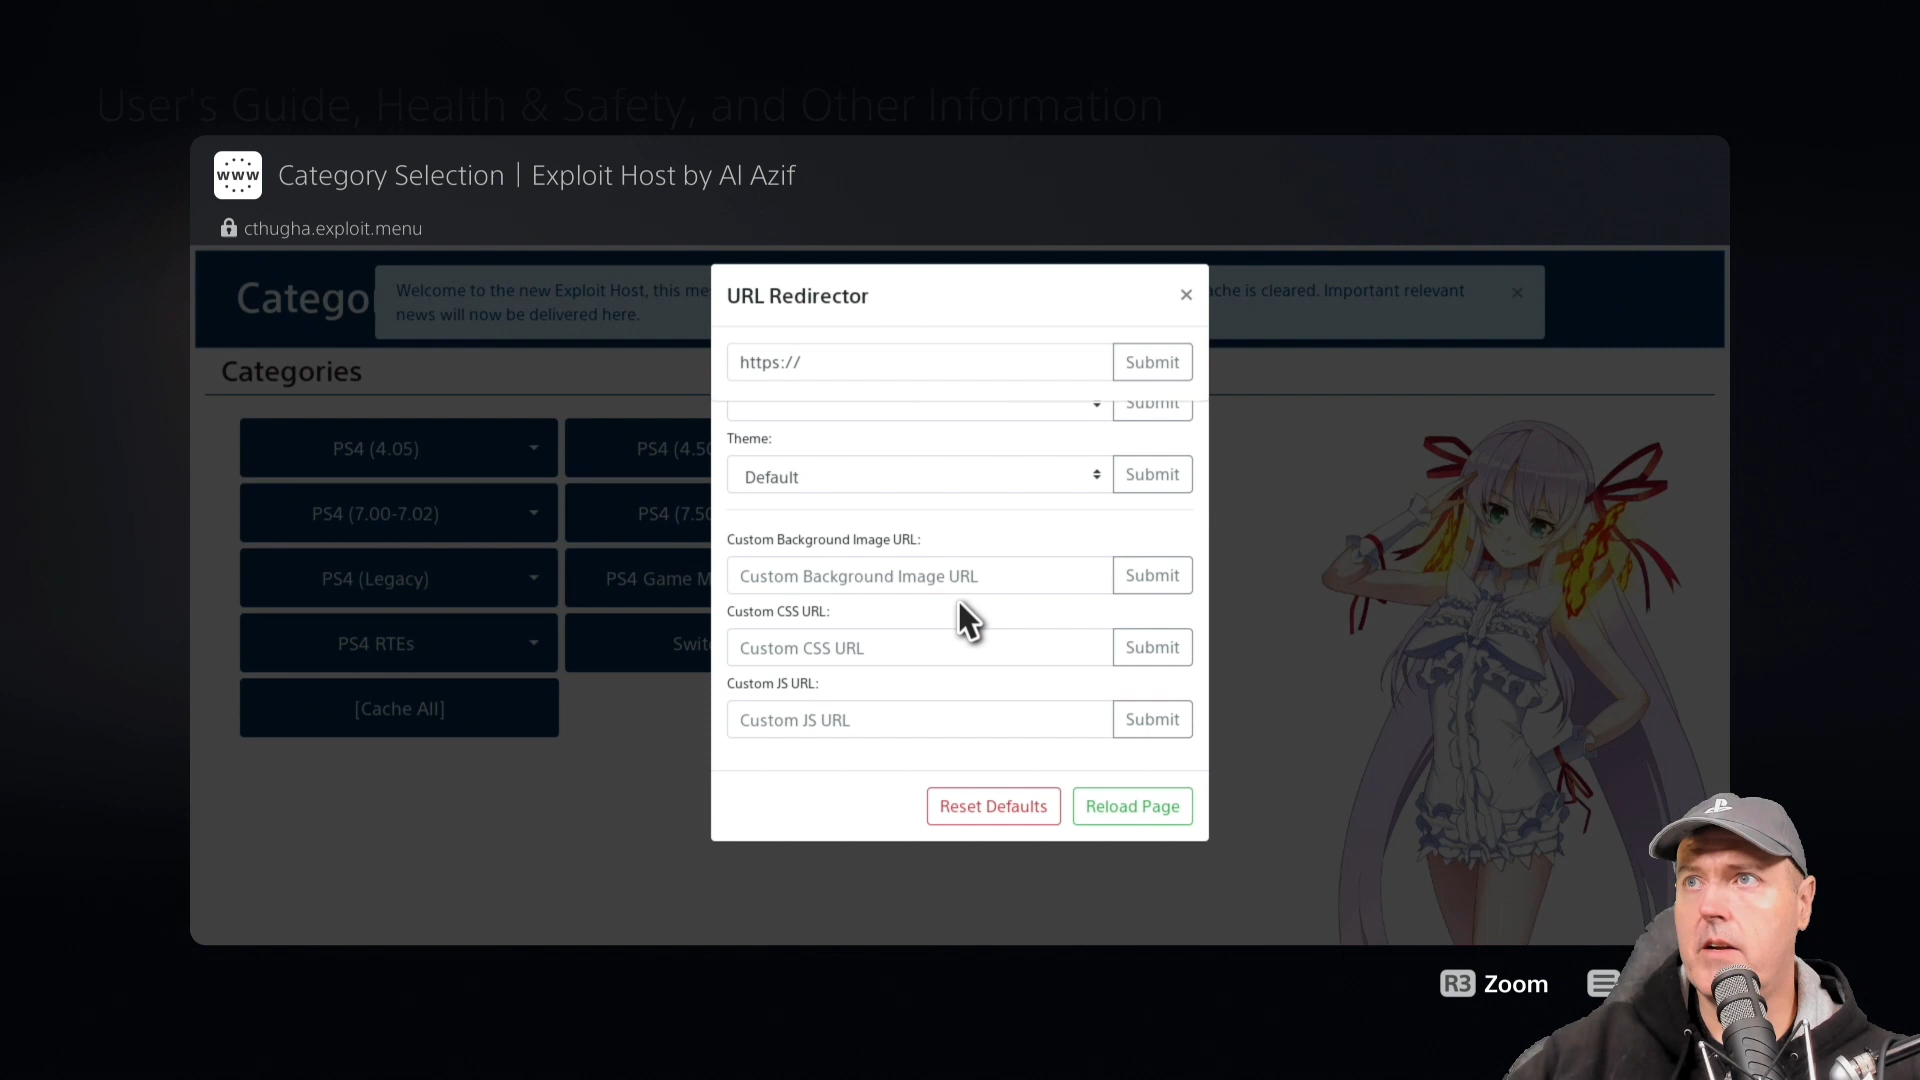 User's Guide, Health & Safety, and Other Information
www
Category Selection | Exploit Host by Al Azif
cthugha.exploit.menu
Catego
Welcome to the new Exploit Host, this me
che is cleared. Important relevant
×
news will now be delivered here.
URL Redirector
×
https://
Submit
Submit
Categories
PS4 (4.05)
PS4 (4.50
PS4 (7.00-7.02)
PS4 (7.50
PS4 (Legacy)
PS4 Game M
PS4 RTEs
Switc
[Cache All]
Theme:
Default
Submit
Custom Background Image URL:
Custom Background Image URL
Submit
Custom CSS URL:
Custom CSS URL
Submit
Custom JS URL:
Custom JS URL
Submit
Reset Defaults
Reload Page
R3 Zoom